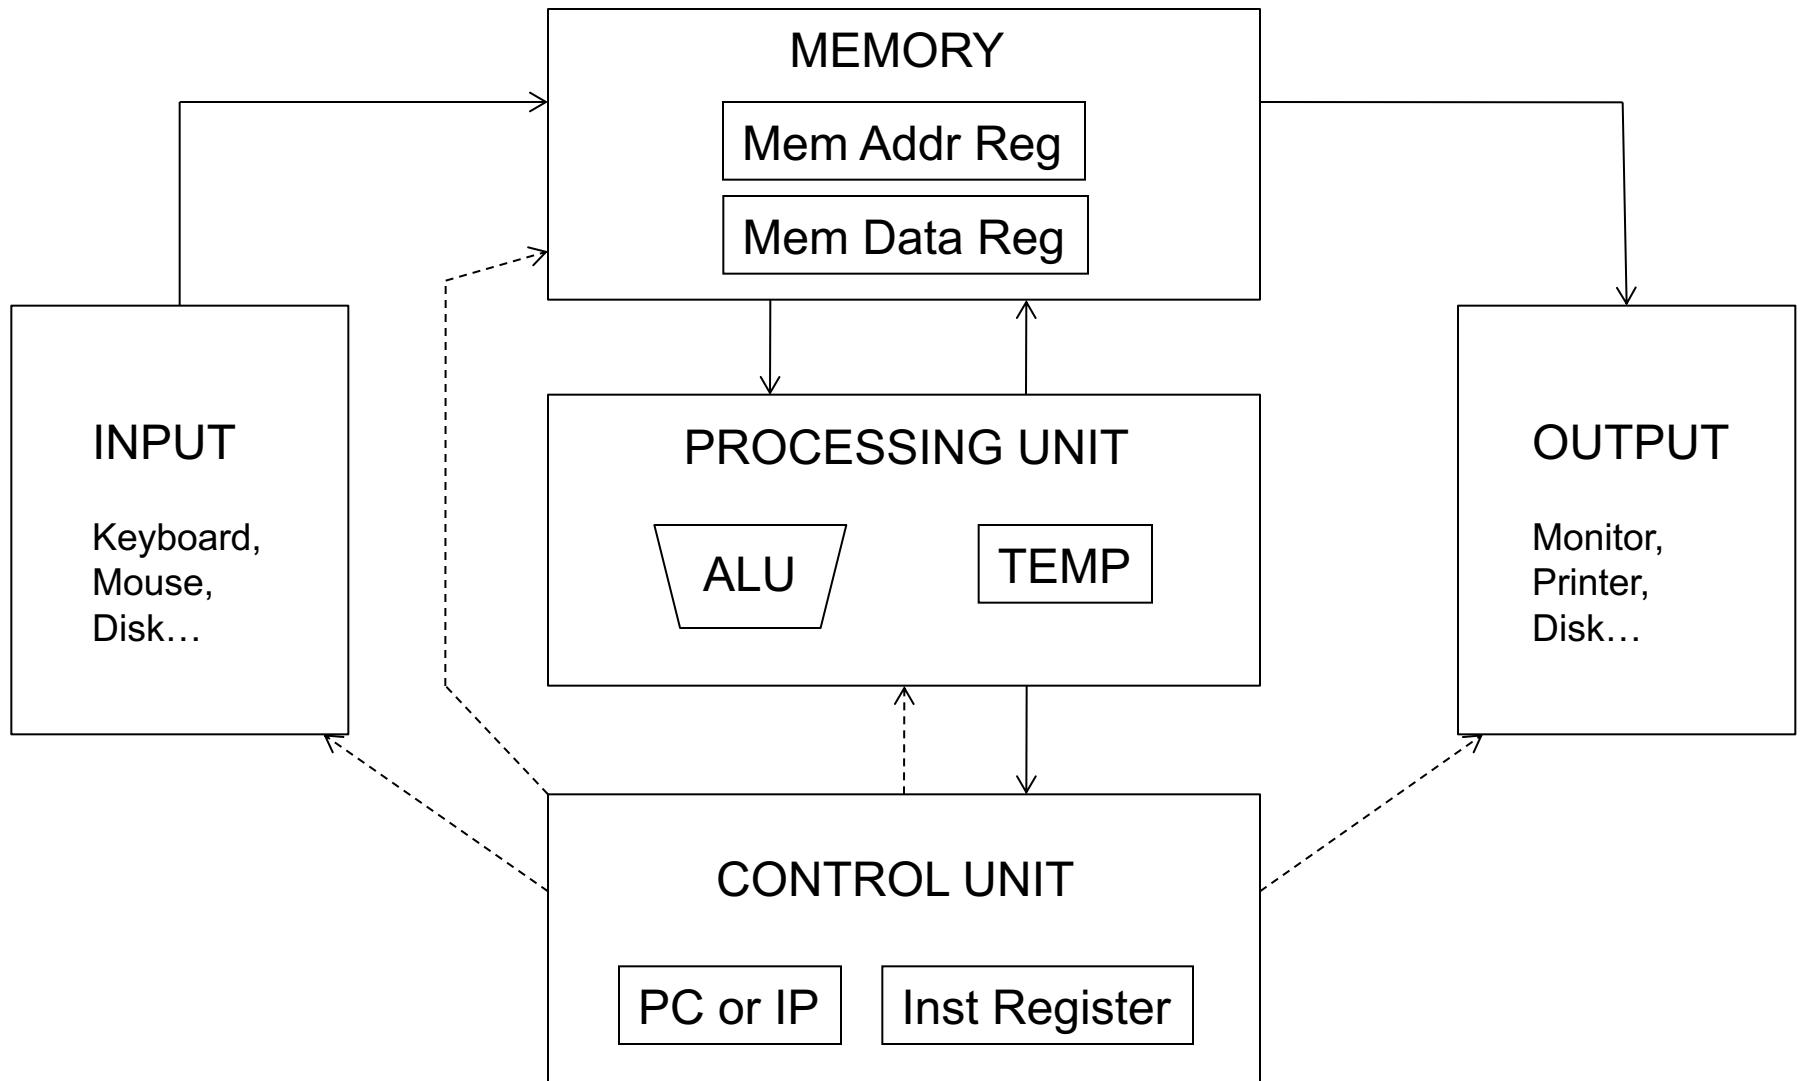 MEMORY
Mem Addr Reg
Mem Data Reg
INPUT
Keyboard,
Mouse,
Disk…
PROCESSING UNIT
ALU
TEMP
OUTPUT
Monitor,
Printer,
Disk…
CONTROL UNIT
PC or IP
Inst Register